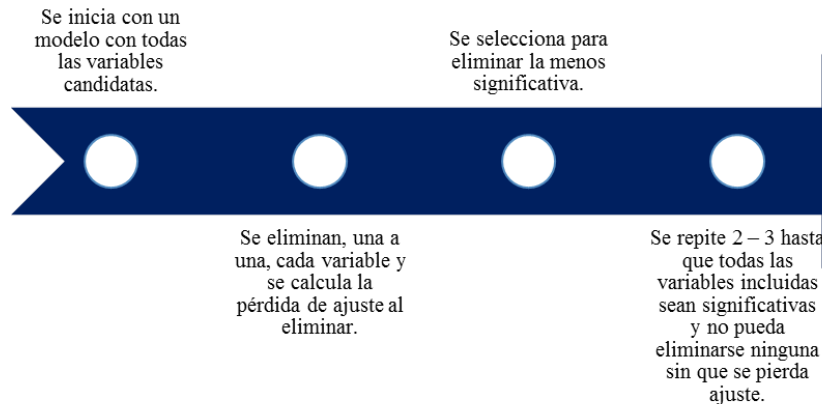 Se inicia con un
modelo con todas
las variables
candidatas.
Se eliminan, una a
una, cada variable y
se calcula la
pérdida de ajuste al
eliminar.
Se selecciona para
eliminar la menos
significativa.
Se repite 2 – 3 hasta
que todas las
variables incluidas
sean significativas
y no pueda
eliminarse ninguna
sin que se pierda
ajuste.